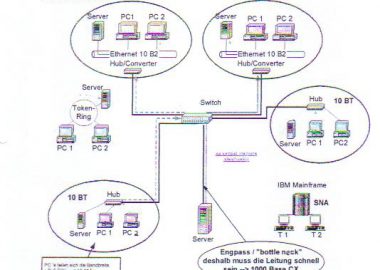 Server PC 1 PC 2
Ethernet 10 B2
Hub/Converter
Server PC 1 PC 2
Ethernet 10 B2
Hub/Converter
Switch
Server
Token-
Ring
PC 1 PC 2
Hub 10 BT
Server PC 1 PC2
10 BT Hub
Server PC 1 PC 2
IBM Mainframe
SNA
T 1 T 2
Server
Engpass / "bottle neck"
deshalb muss die Leitung schnell
sein --> 1000 Base CX
PC´s teilen sich die Bandbreite